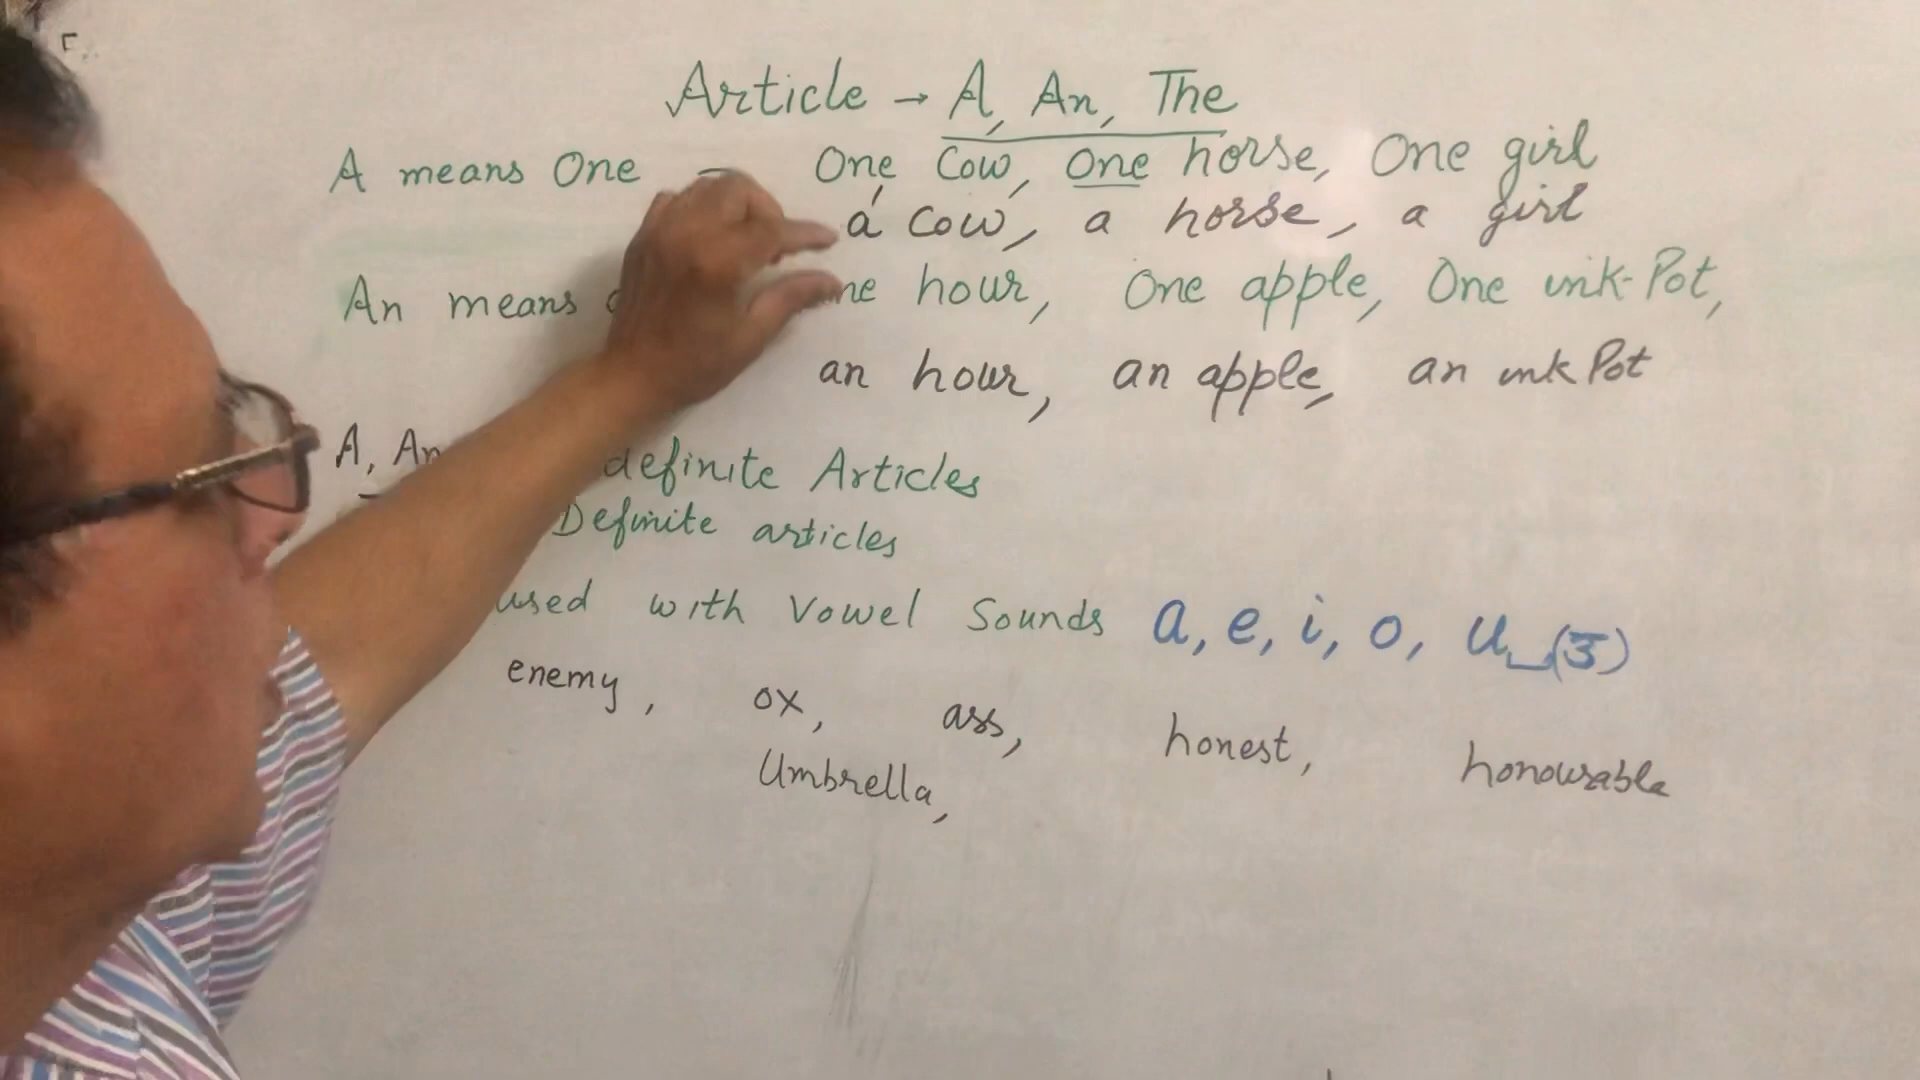 Article → A, An, The
A means One - One Cow, One horse, One girl
a cow, a horse, a girl
An means hour, One apple, One ink-Pot,
an hour, an apple, an ink Pot
A, An definite Articles
Definite articles
used with Vowel Sounds a, e, i, o, u (उ)
enemy, ox, ass, honest, honourable
Umbrella,